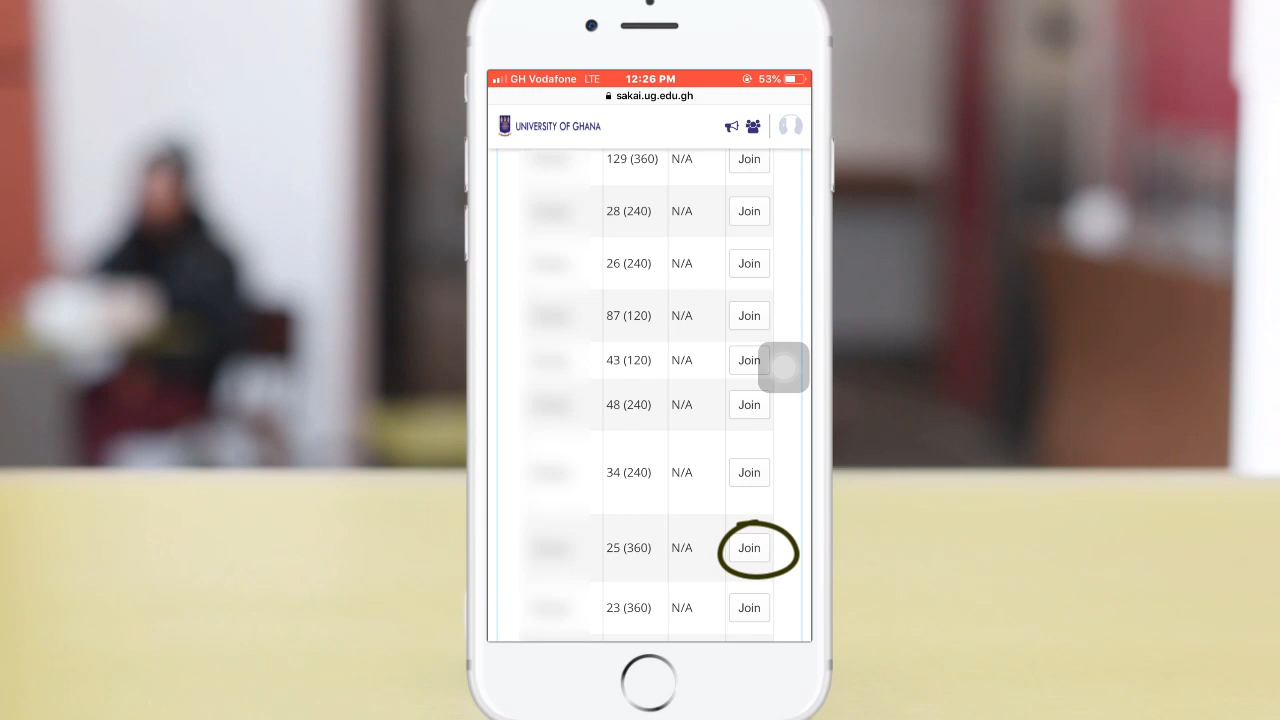 GH Vodafone LTE 12:26 PM 53%
sakai.ug.edu.gh
UNIVERSITY OF GHANA
129 (360) N/A Join
28 (240) N/A Join
26 (240) N/A Join
87 (120) N/A Join
43 (120) N/A Join
48 (240) N/A Join
34 (240) N/A Join
25 (360) N/A Join
23 (360) N/A Join